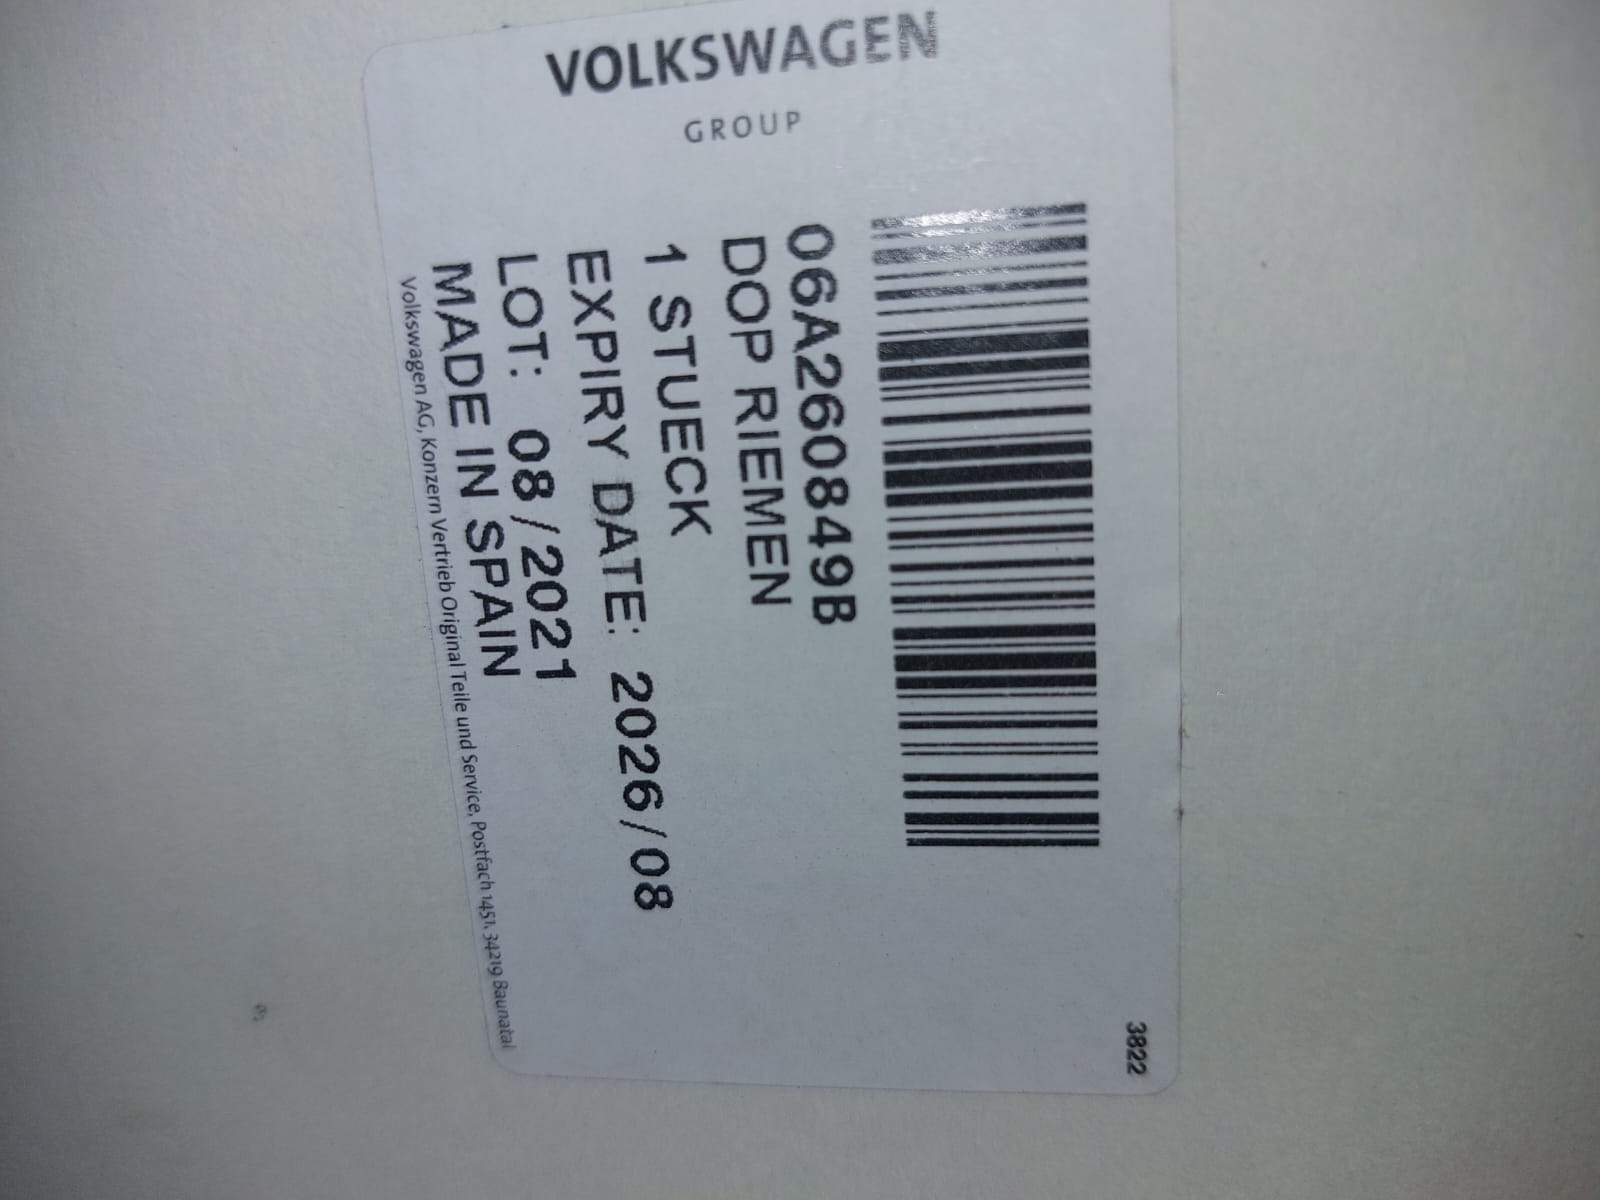 VOLKSWAGEN
GROUP
06A260849B
DOP RIEMEN
1 STUECK
EXPIRY DATE: 2026/08
LOT: 08/2021
MADE IN SPAIN
Volkswagen AG, Konzern Vertrieb Original Teile und Service, Postfach 1451, 34219 Baunatal
3822